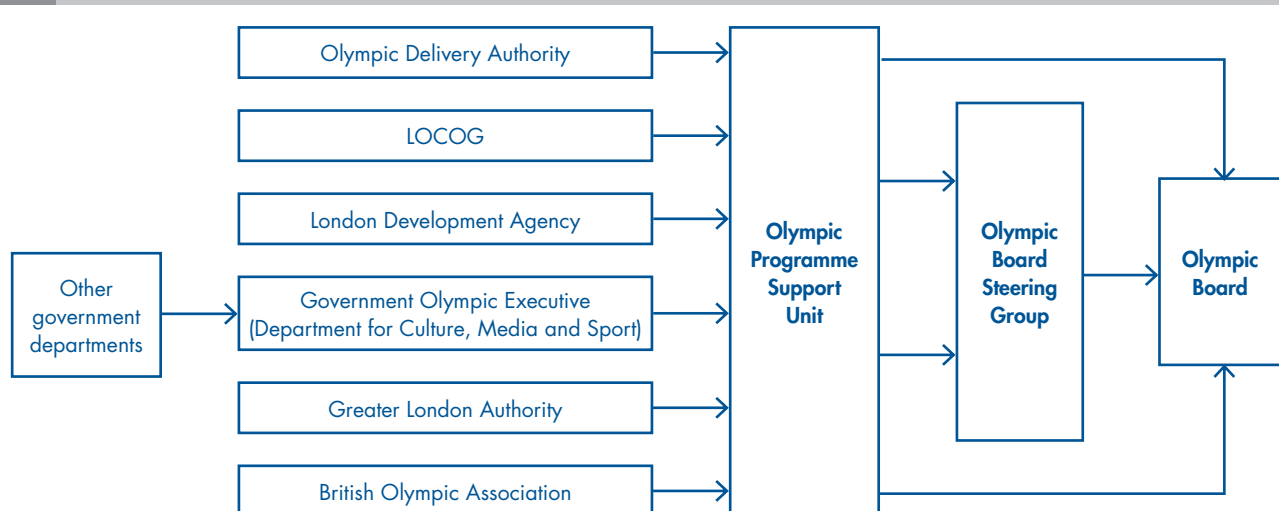 Olympic Delivery Authority
LOCOG
London Development Agency
Other
government
departments
Government Olympic Executive
(Department for Culture, Media and Sport)
Greater London Authority
British Olympic Association
Olympic
Programme
Support
Unit
Olympic
Board
Steering
Group
Olympic
Board